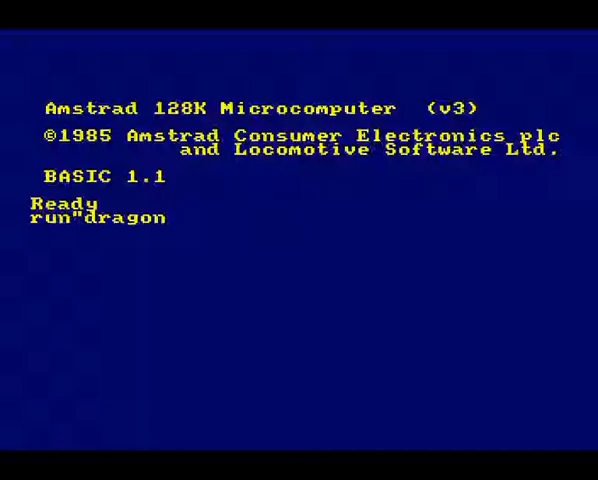 Amstrad 128K Microcomputer (v3)
©1985 Amstrad Consumer Electronics plc
and Locomotive Software Ltd.
BASIC 1.1
Ready
run"dragon